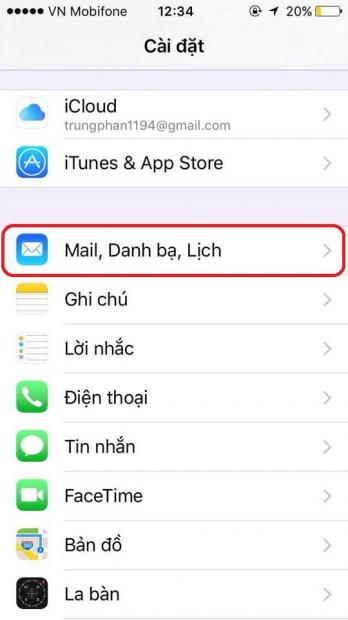 VN Mobifone 12:34 20%
Cài đặt
iCloud
trungphan1194@gmail.com
iTunes & App Store
Mail, Danh bạ, Lịch
Ghi chú
Lời nhắc
Điện thoại
Tin nhắn
FaceTime
Bản đồ
La bàn